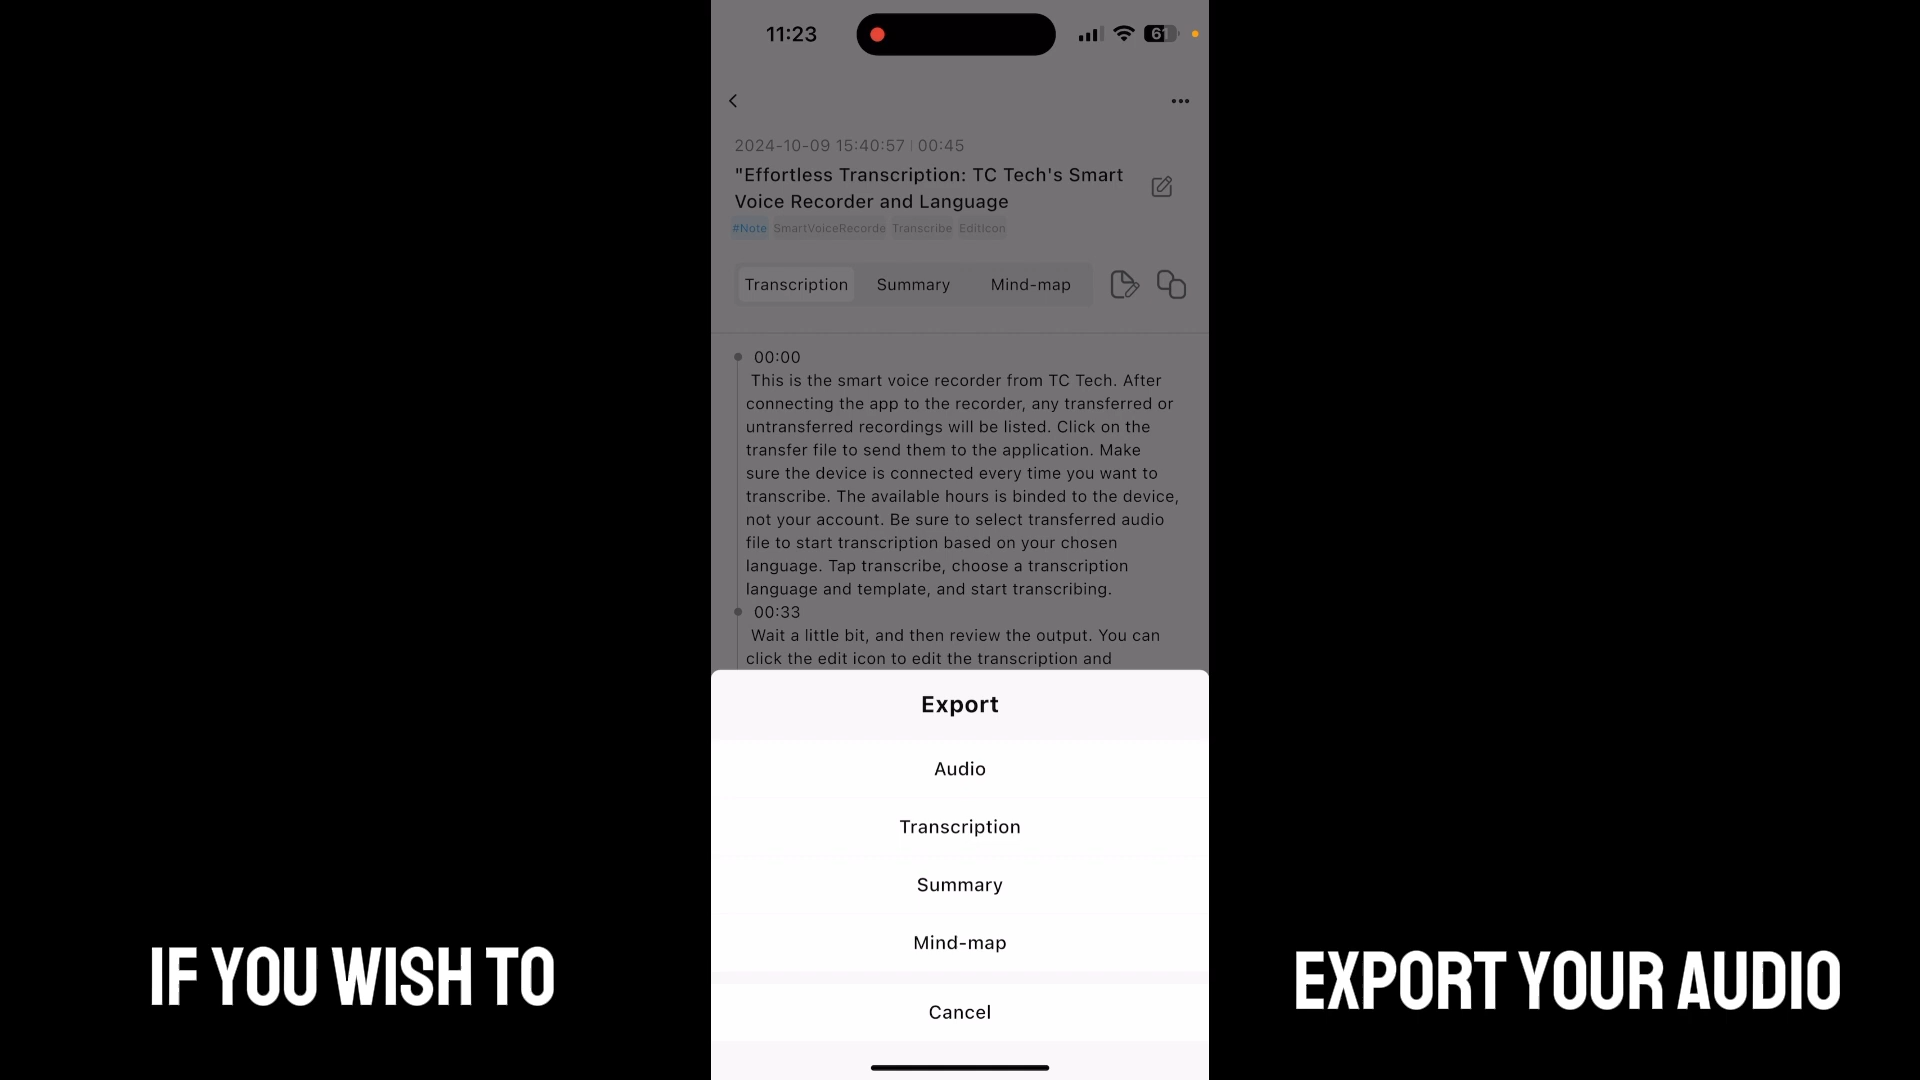 11:23
61
2024-10-09 15:40:57 | 00:45
"Effortless Transcription: TC Tech's Smart
Voice Recorder and Language
#Note SmartVoiceRecorde Transcribe EditIcon
Transcription Summary Mind-map
00:00
This is the smart voice recorder from TC Tech. After
connecting the app to the recorder, any transferred or
untransferred recordings will be listed. Click on the
transfer file to send them to the application. Make
sure the device is connected every time you want to
transcribe. The available hours is binded to the device,
not your account. Be sure to select transferred audio
file to start transcription based on your chosen
language. Tap transcribe, choose a transcription
language and template, and start transcribing.
00:33
Wait a little bit, and then review the output. You can
click the edit icon to edit the transcription and
Export
Audio
Transcription
Summary
Mind-map
Cancel
IF YOU WISH TO
EXPORT YOUR AUDIO